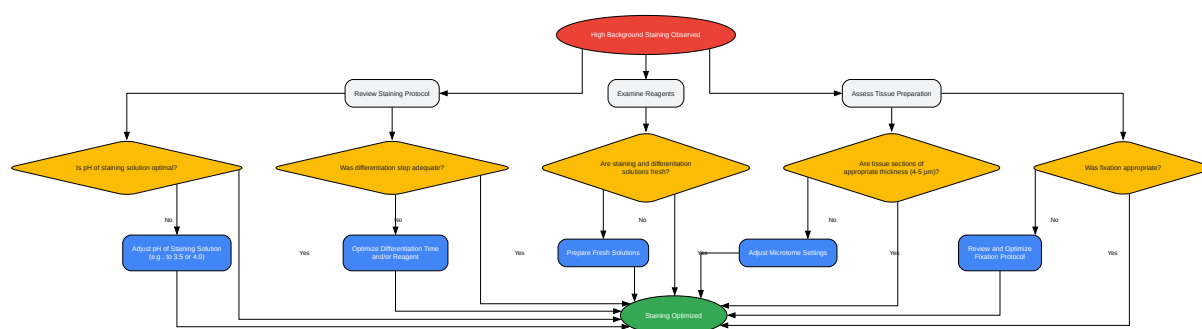 High Background Staining Observed
Review Staining Protocol
Examine Reagents
Assess Tissue Preparation
Is pH of staining solution optimal?
Was differentiation step adequate?
Are staining and differentiation
solutions fresh?
Are tissue sections of
appropriate thickness (4-5 µm)?
Was fixation appropriate?
No
No
No
No
No
Adjust pH of Staining Solution
(e.g., to 3.5 or 4.0)
Yes
Optimize Differentiation Time
and/or Reagent
Yes
Prepare Fresh Solutions
Yes
Adjust Microtome Settings
Yes
Review and Optimize
Fixation Protocol
Yes
Staining Optimized